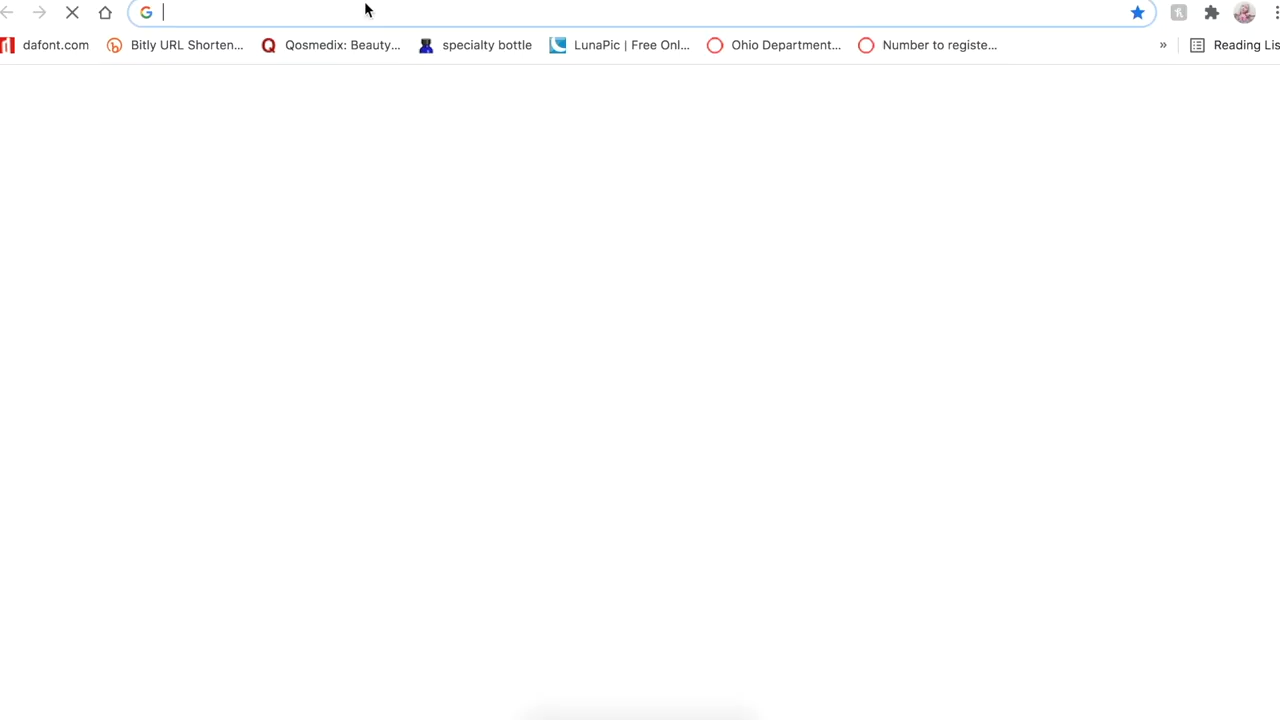 dafont.com Bitly URL Shorten... Qosmedix: Beauty... specialty bottle LunaPic | Free Onl... Ohio Department... Number to registe... » Reading Lis